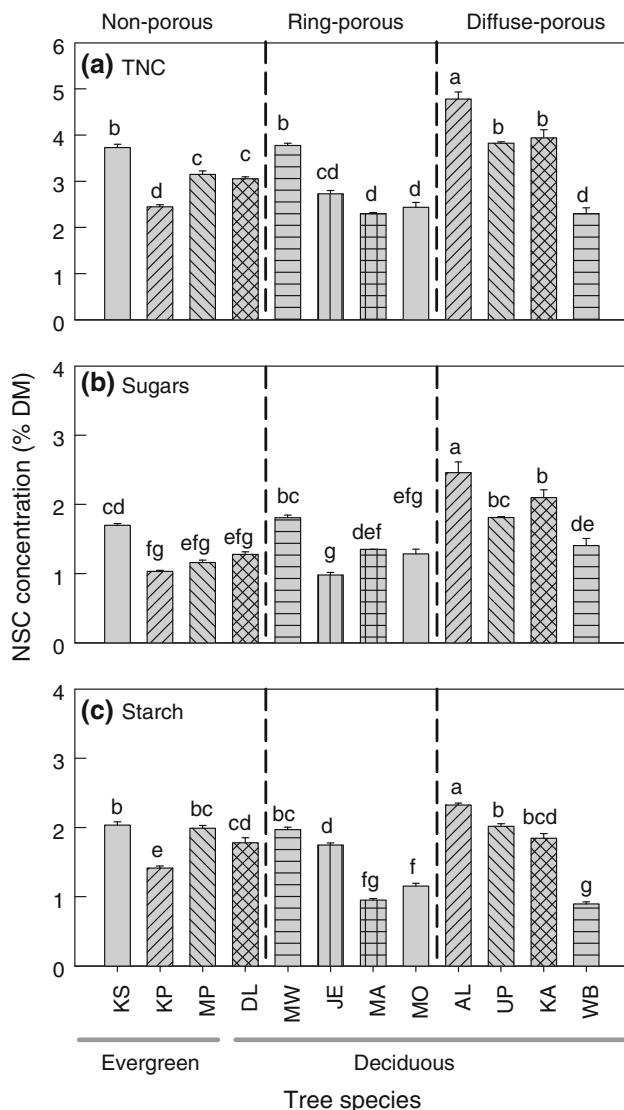 Non-porous Ring-porous Diffuse-porous
(a) TNC
6
5
4
3
2
1
0
b d c c b cd d d a b b d
(b) Sugars
4
3
2
1
0
cd fg efg efg bc g def efg a bc b de
(c) Starch
4
3
2
1
0
b e bc cd bc d fg f a b bcd g
NSC concentration (% DM)
KS KP MP DL MW JE MA MO AL UP KA WB
Evergreen Deciduous
Tree species